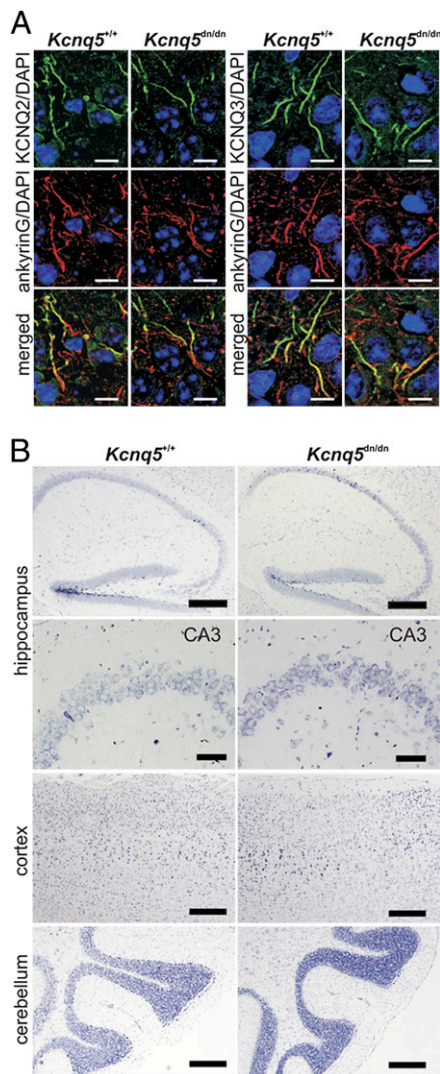 A
Kcnq5+/+ Kcnq5dn/dn Kcnq5+/+ Kcnq5dn/dn
KCNQ2/DAPI
ankyrinG/DAPI
merged
KCNQ3/DAPI
ankyrinG/DAPI
merged
B
Kcnq5+/+ Kcnq5dn/dn
hippocampus
CA3 CA3
cortex
cerebellum